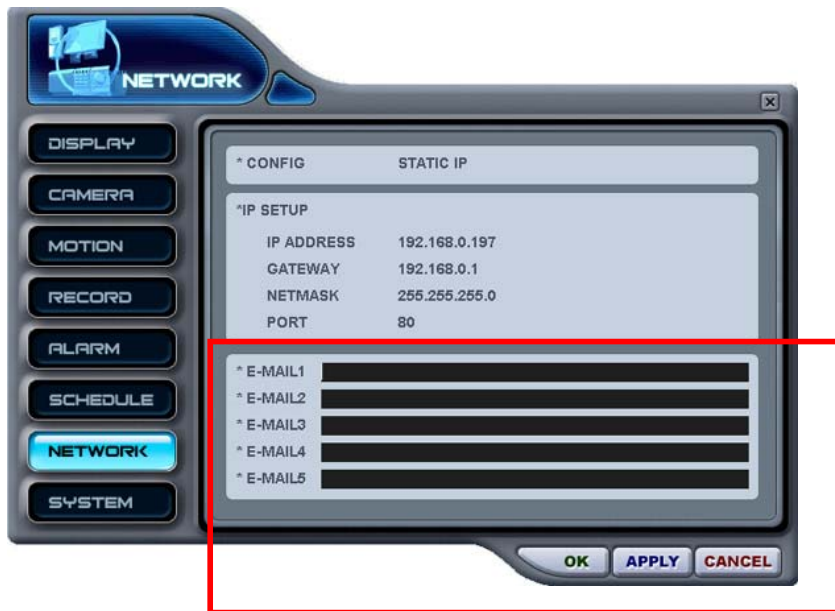 NETWORK
DISPLAY
CAMERA
MOTION
RECORD
ALARM
SCHEDULE
NETWORK
SYSTEM
* CONFIG STATIC IP
*IP SETUP
IP ADDRESS 192.168.0.197
GATEWAY 192.168.0.1
NETMASK 255.255.255.0
PORT 80
* E-MAIL1
* E-MAIL2
* E-MAIL3
* E-MAIL4
* E-MAIL5
OK APPLY CANCEL